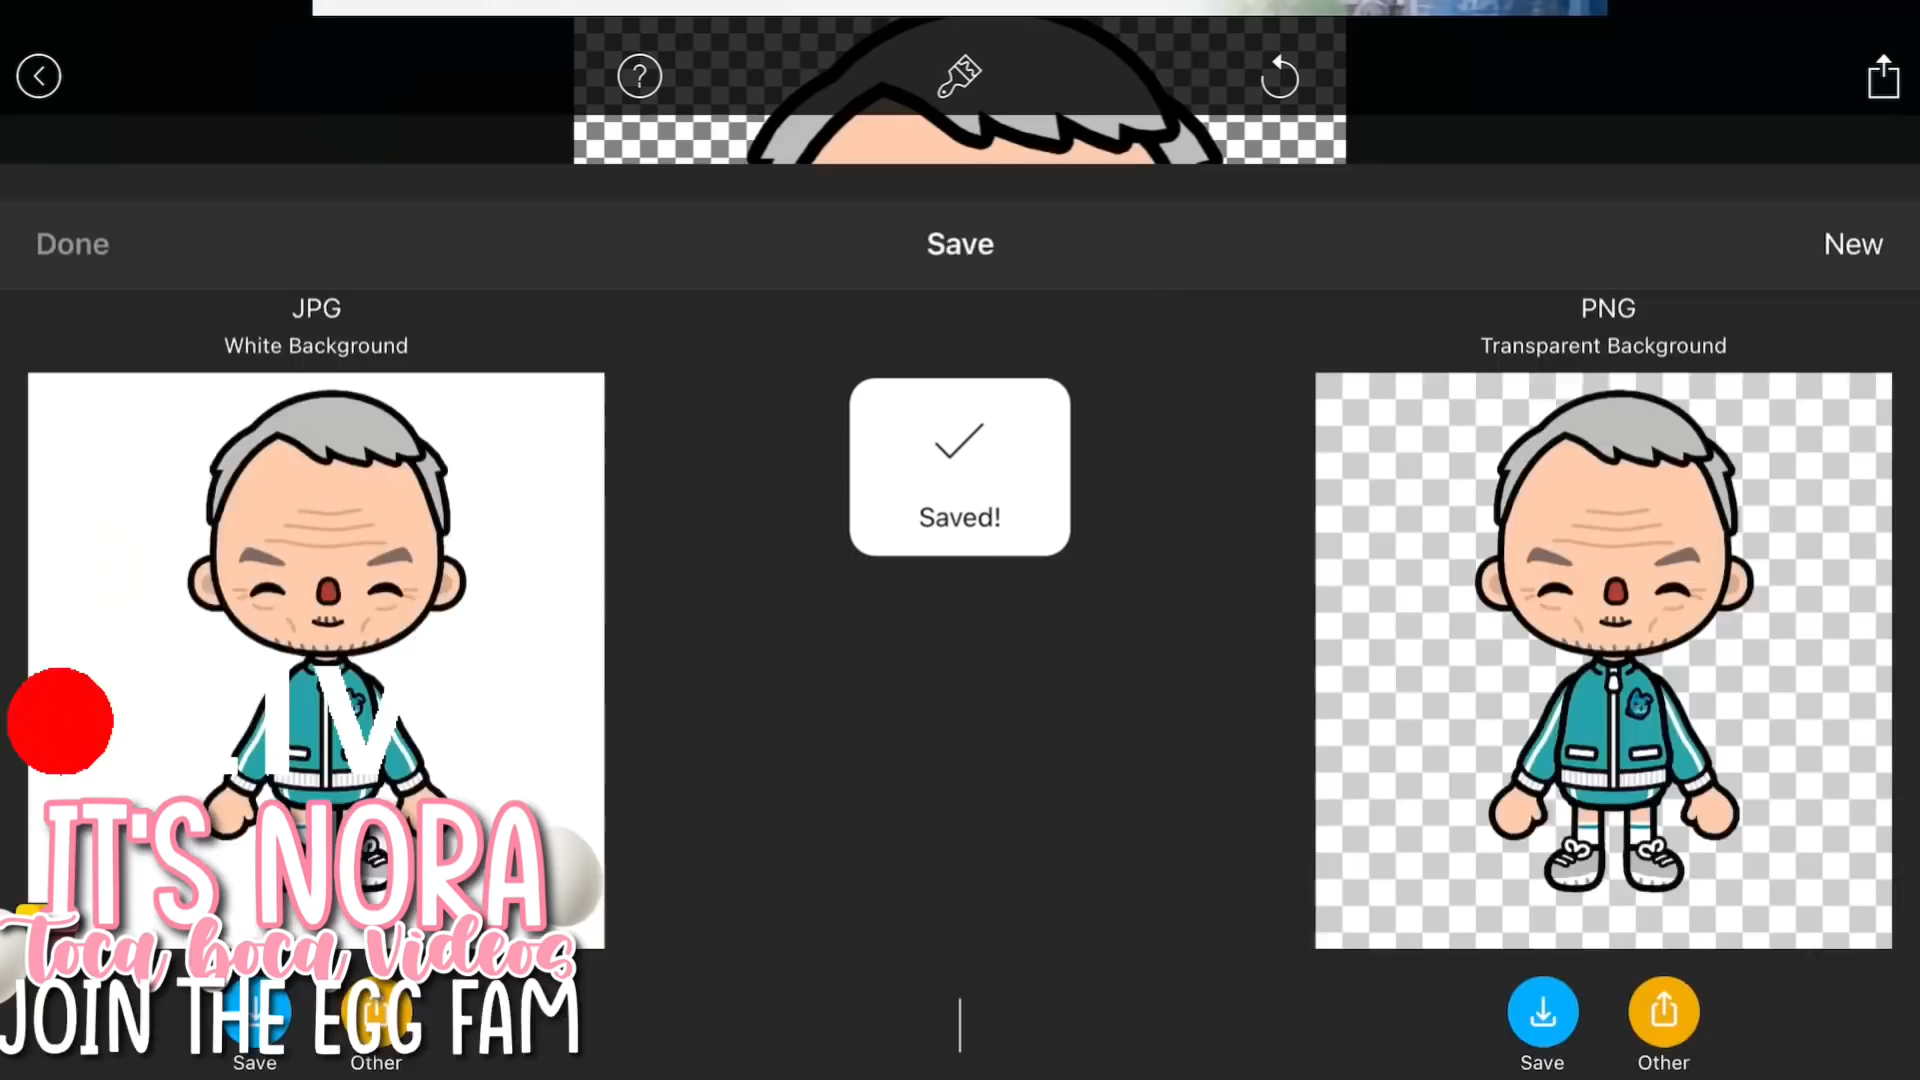 Done
Save
New
JPG
White Background
PNG
Transparent Background
Saved!
IT'S NORA
Toca boca Videos
JOIN THE EGG FAM
Save
Other
Save
Other